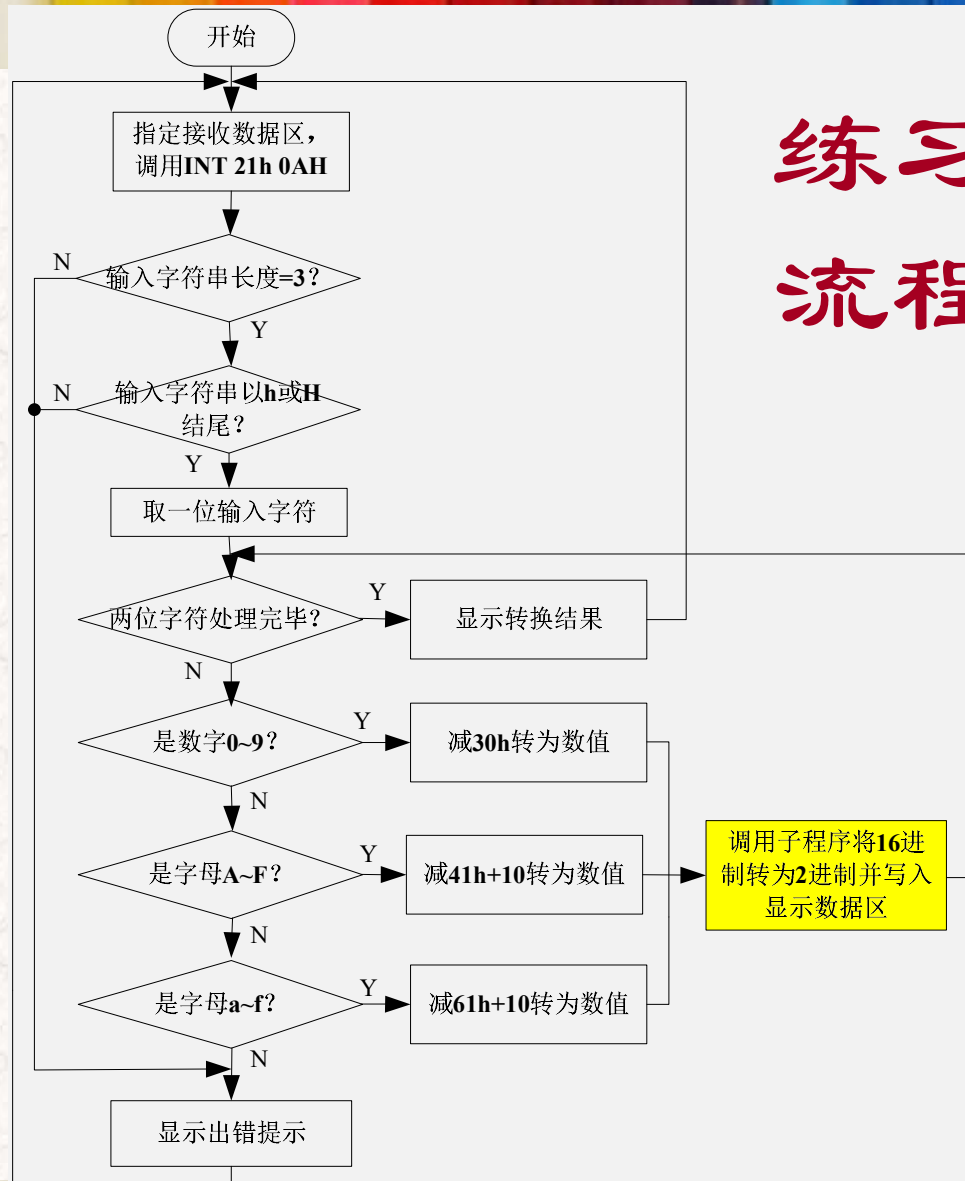 开始
练习
指定接收数据区，
调用INT 21h 0AH
N
输入字符串长度=3？
流程
Y
N
输入字符串以h或H
结尾？
Y
取一位输入字符
两位字符处理完毕？
Y
显示转换结果
N
是数字0~9？
Y
减30h转为数值
N
是字母A~F？
Y
减41h+10转为数值
调用子程序将16进
制转为2进制并写入
显示数据区
N
是字母a~f？
Y
减61h+10转为数值
N
显示出错提示